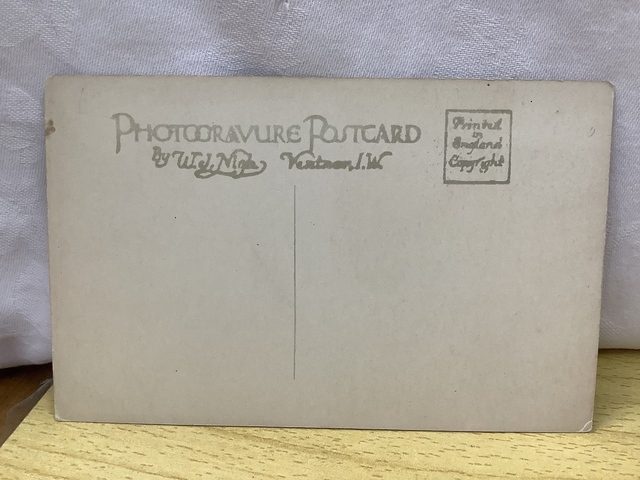 PHOTOGRAVURE POSTCARD
By W.J. Nigh, Ventnor, I.W.
Printed
in
England
Copyright